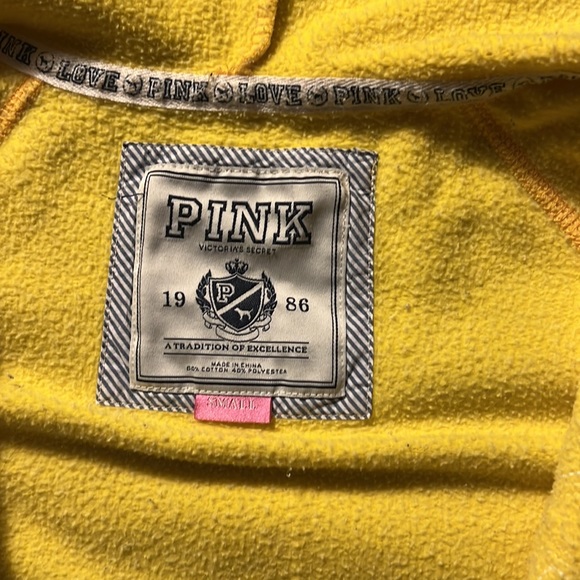 PINK LOVE PINK LOVE PINK LOVE
PINK
VICTORIA'S SECRET
19 P 86
A TRADITION OF EXCELLENCE
MADE IN CHINA
60% COTTON 40% POLYESTER
SMALL